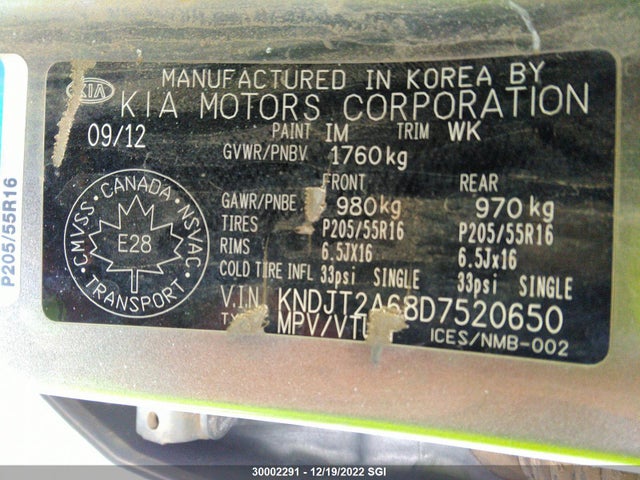 MANUFACTURED IN KOREA BY
KIA KIA MOTORS CORPORATION
09/12 PAINT IM TRIM WK
GVWR/PNBV 1760kg
FRONT REAR
GAWR/PNBE 980kg 970kg
TIRES P205/55R16 P205/55R16
RIMS 6.5JX16 6.5Jx16
COLD TIRE INFL 33psi SINGLE 33psi SINGLE
V.I.N. KNDJT2A68D7520650
MPV/VTUM
ICES/NMB-002
CMVSS · CANADA · NSVAC
E28
TRANSPORT
P205/55R16
30002291 - 12/19/2022 SGI